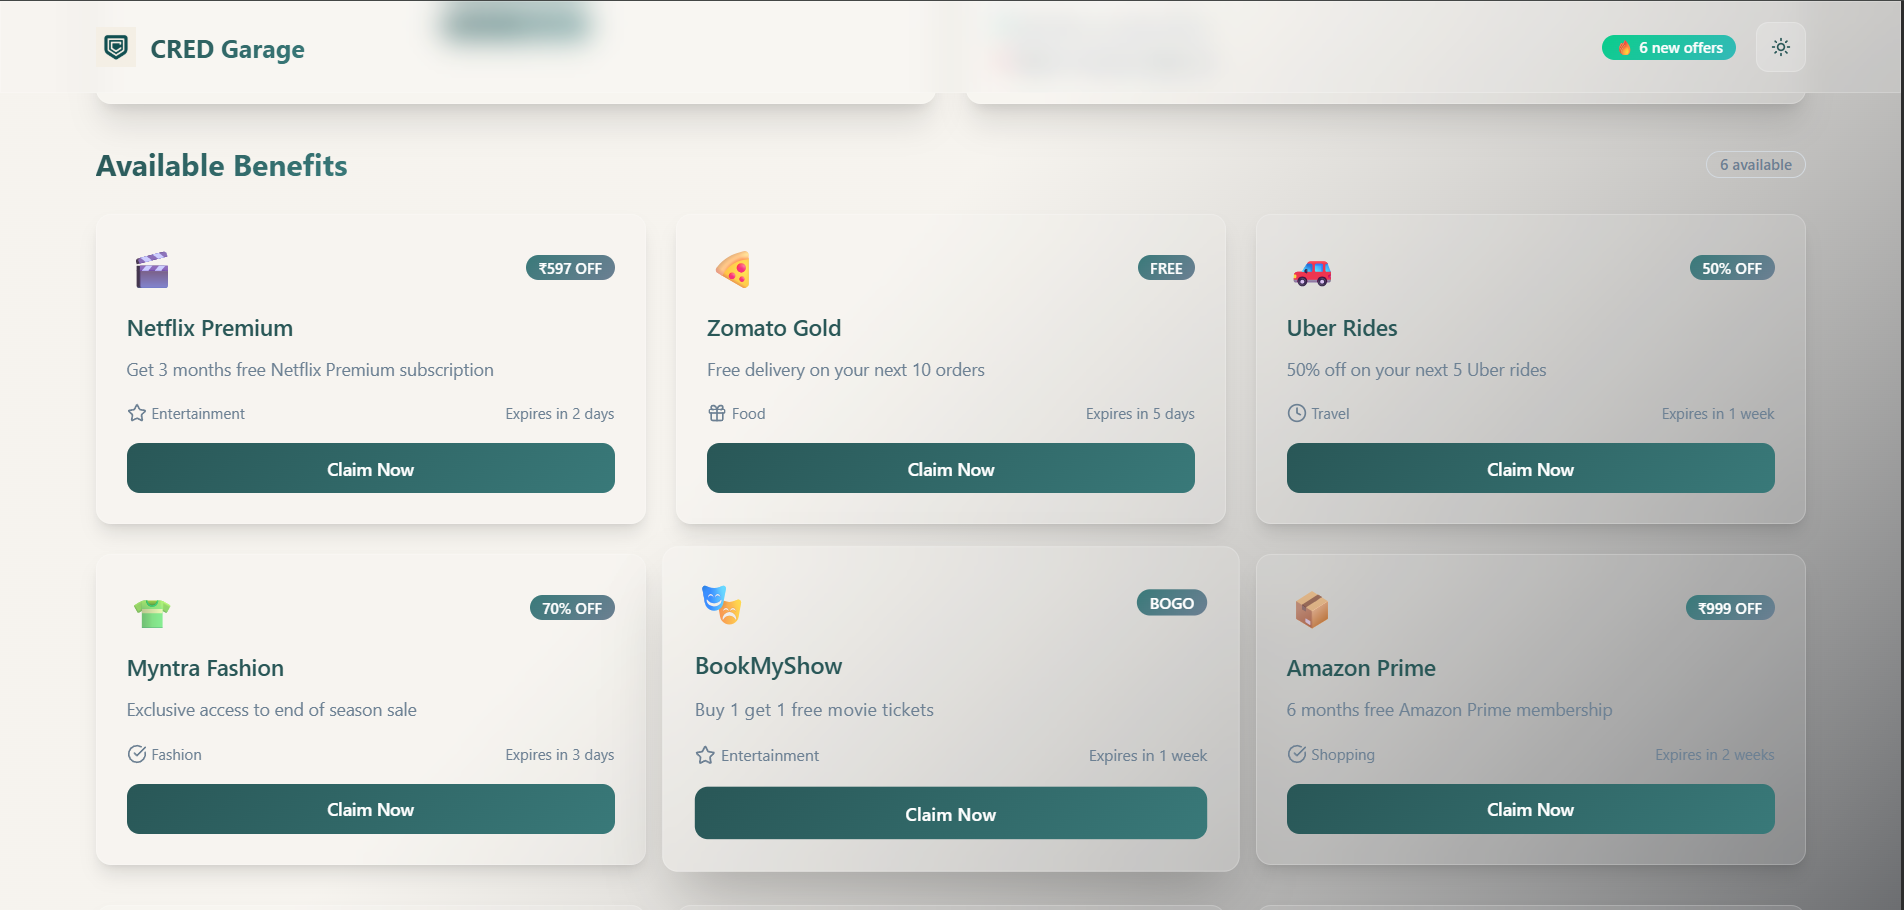 CRED Garage
🔥 6 new offers
Available Benefits
6 available
₹597 OFF
Netflix Premium
Get 3 months free Netflix Premium subscription
Entertainment
Expires in 2 days
Claim Now
FREE
Zomato Gold
Free delivery on your next 10 orders
Food
Expires in 5 days
Claim Now
50% OFF
Uber Rides
50% off on your next 5 Uber rides
Travel
Expires in 1 week
Claim Now
70% OFF
Myntra Fashion
Exclusive access to end of season sale
Fashion
Expires in 3 days
Claim Now
BOGO
BookMyShow
Buy 1 get 1 free movie tickets
Entertainment
Expires in 1 week
Claim Now
₹999 OFF
Amazon Prime
6 months free Amazon Prime membership
Shopping
Expires in 2 weeks
Claim Now